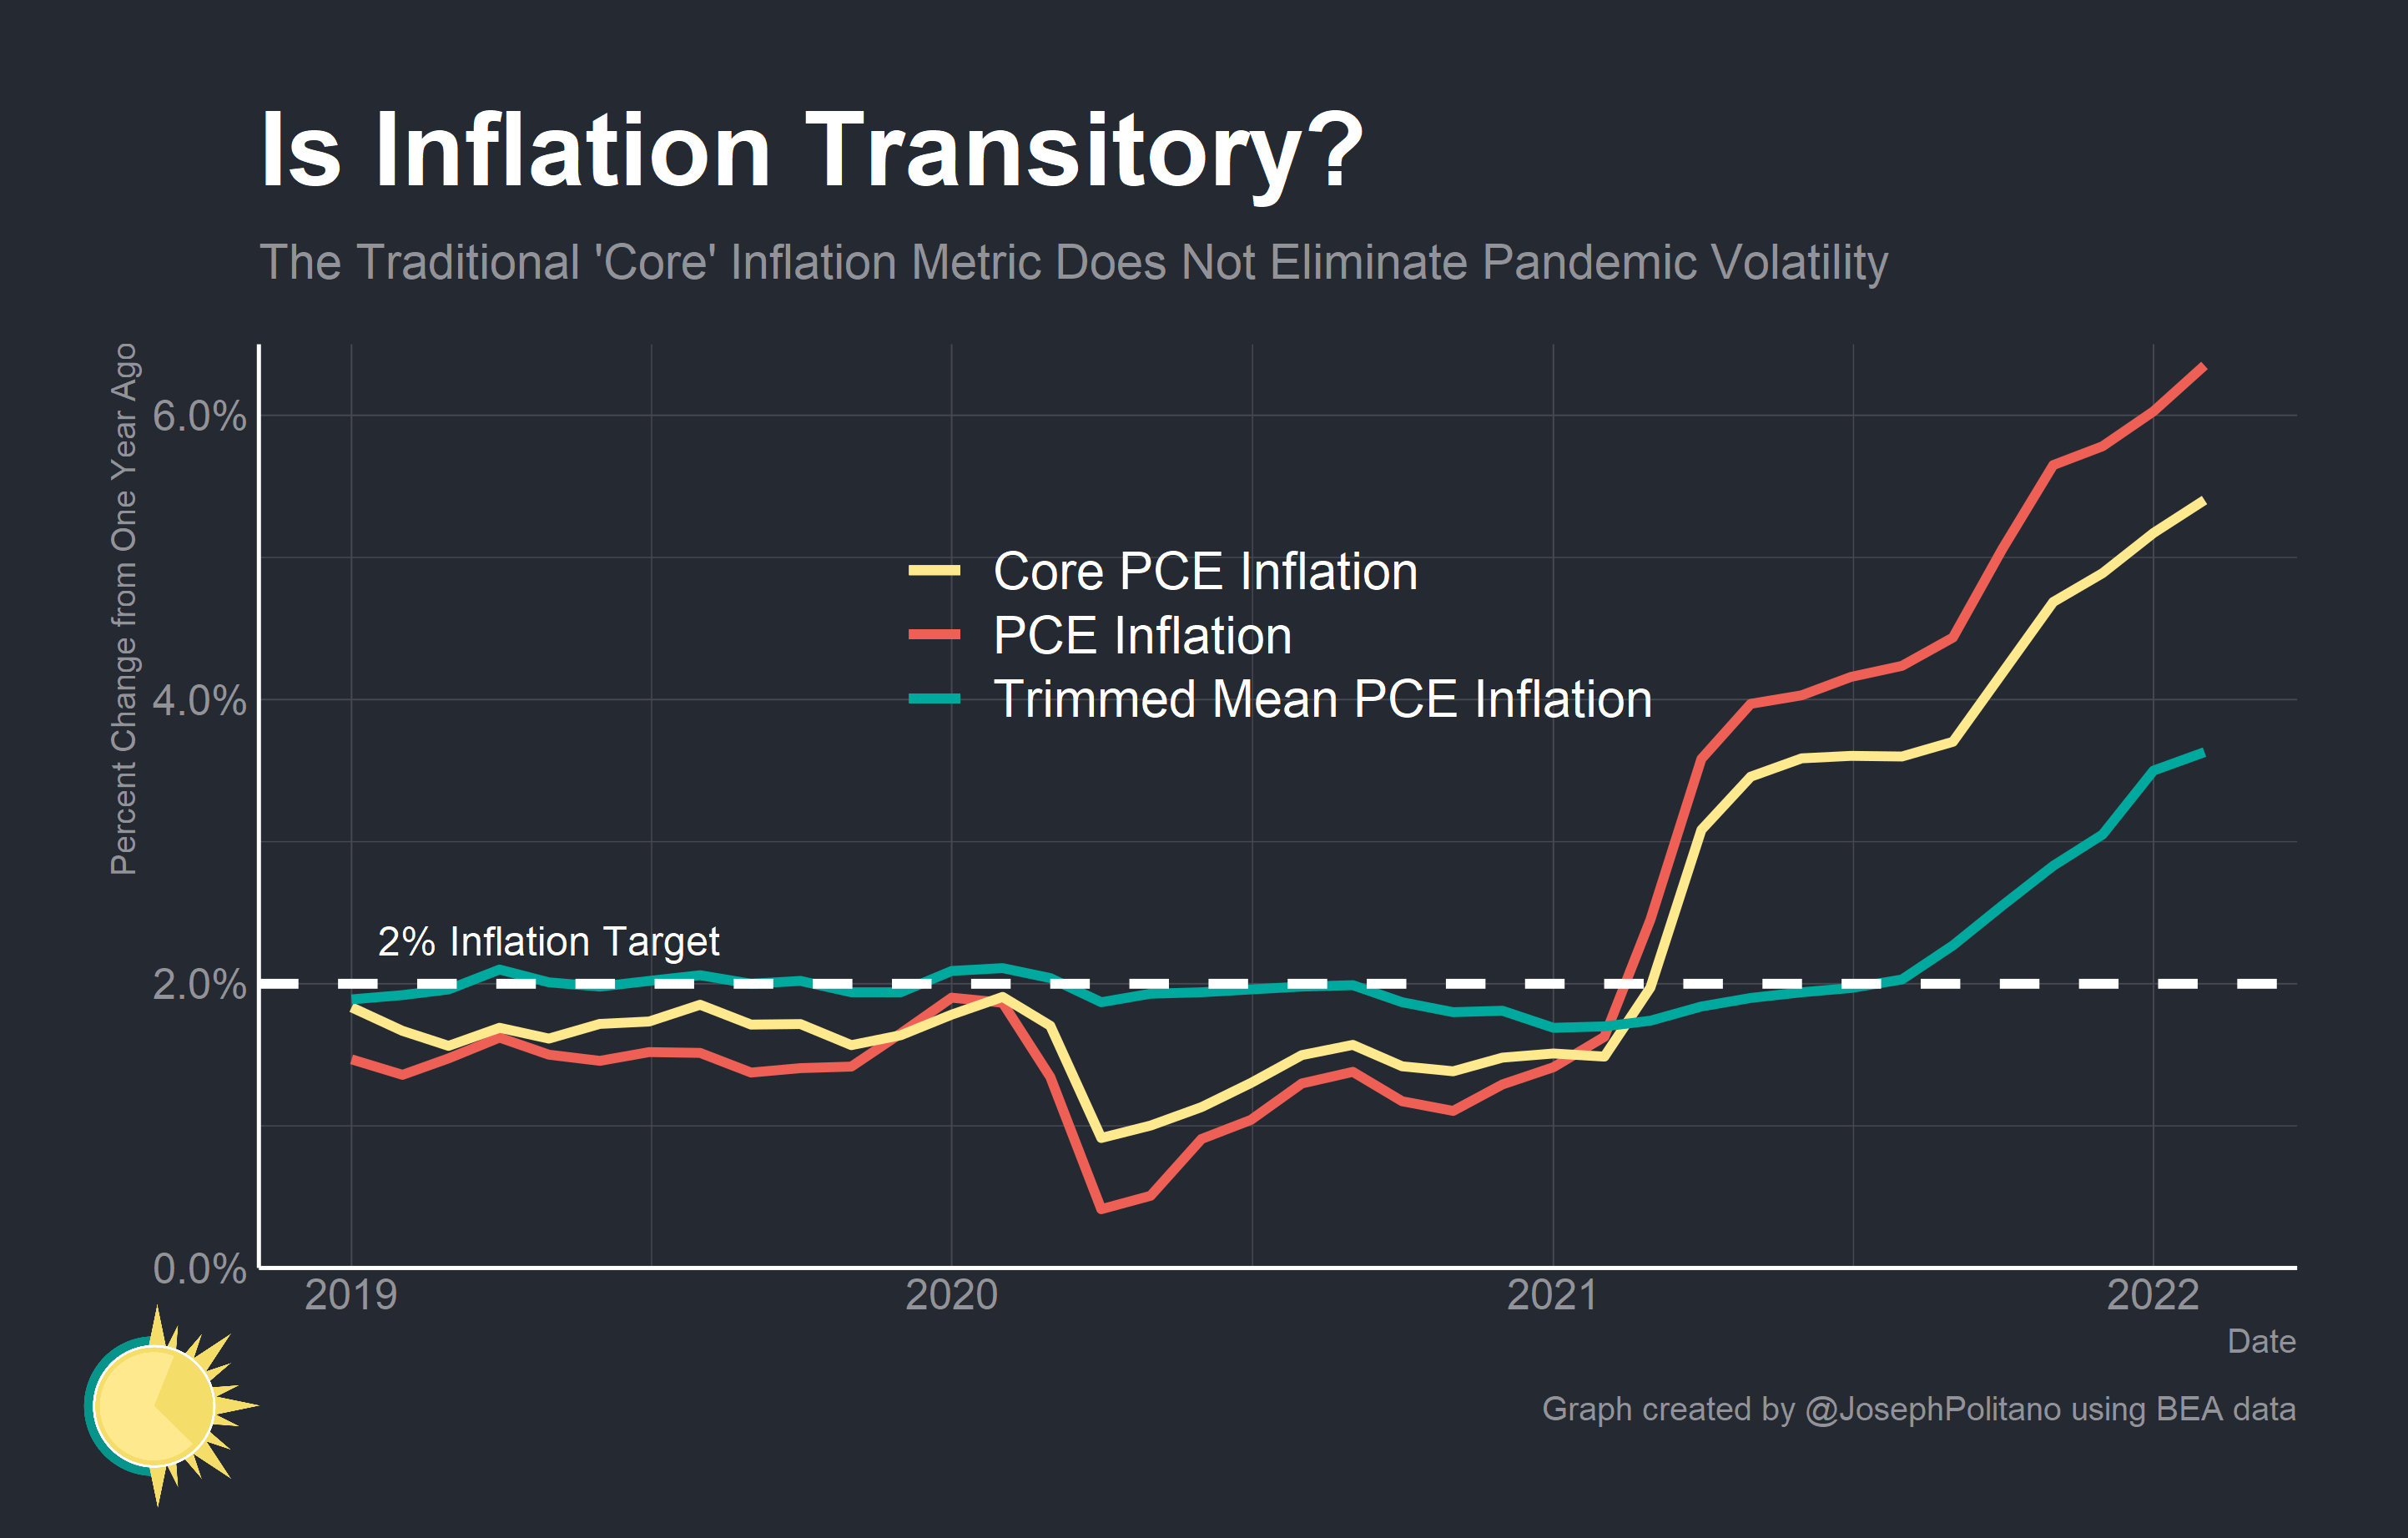 Is Inflation Transitory?
The Traditional 'Core' Inflation Metric Does Not Eliminate Pandemic Volatility
Percent Change from One Year Ago
6.0%
4.0%
2.0%
0.0%
Core PCE Inflation
PCE Inflation
Trimmed Mean PCE Inflation
2% Inflation Target
2019
2020
2021
2022
Date
Graph created by @JosephPolitano using BEA data